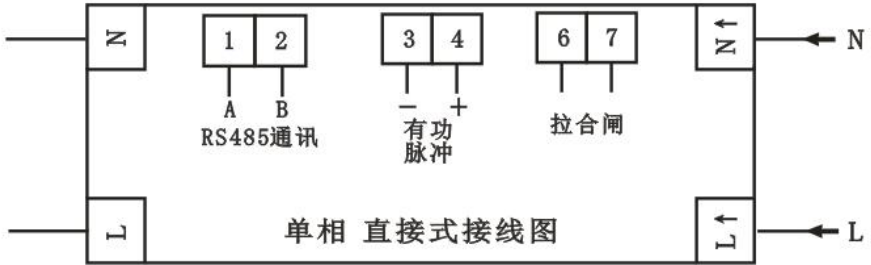 N
1 2
3 4
6 7
N↑
N
A B
RS485通讯
- +
有功
脉冲
拉合闸
L
单相 直接式接线图
L↑
L